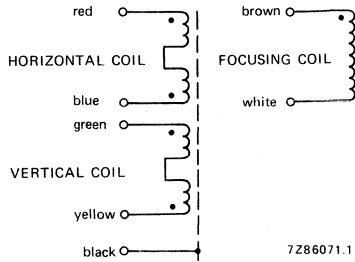 red
brown
HORIZONTAL COIL
FOCUSING COIL
blue
white
green
VERTICAL COIL
yellow
black
7Z86071.1